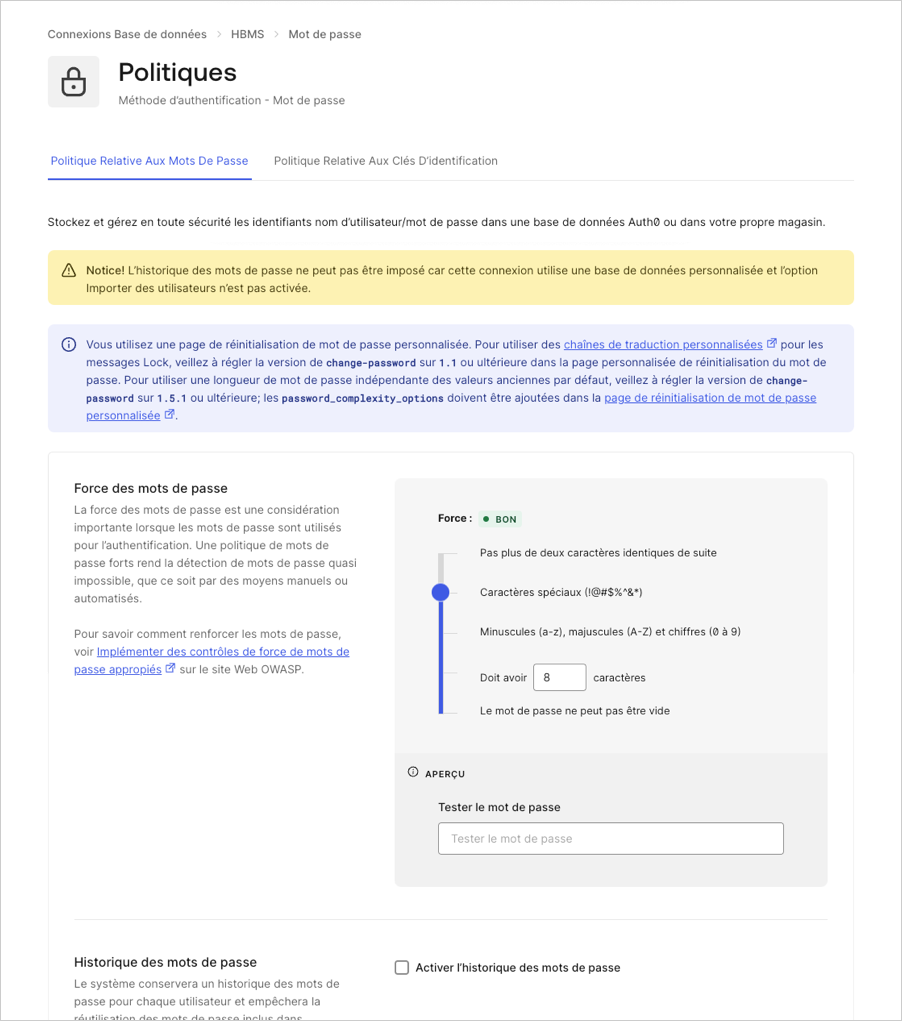 Connexions Base de données > HBMS > Mot de passe
Politiques
Méthode d’authentification - Mot de passe
Politique Relative Aux Mots De Passe
Politique Relative Aux Clés D’identification
Stockez et gérez en toute sécurité les identifiants nom d’utilisateur/mot de passe dans une base de données Auth0 ou dans votre propre magasin.
Notice! L’historique des mots de passe ne peut pas être imposé car cette connexion utilise une base de données personnalisée et l’option
Importer des utilisateurs n’est pas activée.
Vous utilisez une page de réinitialisation de mot de passe personnalisée. Pour utiliser des chaînes de traduction personnalisées pour les
messages Lock, veillez à régler la version de change-password sur 1.1 ou ultérieure dans la page personnalisée de réinitialisation du mot de
passe. Pour utiliser une longueur de mot de passe indépendante des valeurs anciennes par défaut, veillez à régler la version de change-
password sur 1.5.1 ou ultérieure; les password_complexity_options doivent être ajoutées dans la page de réinitialisation de mot de passe
personnalisée.
Force des mots de passe
La force des mots de passe est une considération
importante lorsque les mots de passe sont utilisés
pour l’authentification. Une politique de mots de
passe forts rend la détection de mots de passe quasi
impossible, que ce soit par des moyens manuels ou
automatisés.
Pour savoir comment renforcer les mots de passe,
voir Implémenter des contrôles de force de mots de
passe appropiés sur le site Web OWASP.
Force : BON
Pas plus de deux caractères identiques de suite
Caractères spéciaux (!@#$%^&*)
Minuscules (a-z), majuscules (A-Z) et chiffres (0 à 9)
Doit avoir 8 caractères
Le mot de passe ne peut pas être vide
APERÇU
Tester le mot de passe
Tester le mot de passe
Historique des mots de passe
Le système conservera un historique des mots de
passe pour chaque utilisateur et empêchera la
réutilisation des mots de passe inclus dans
Activer l’historique des mots de passe